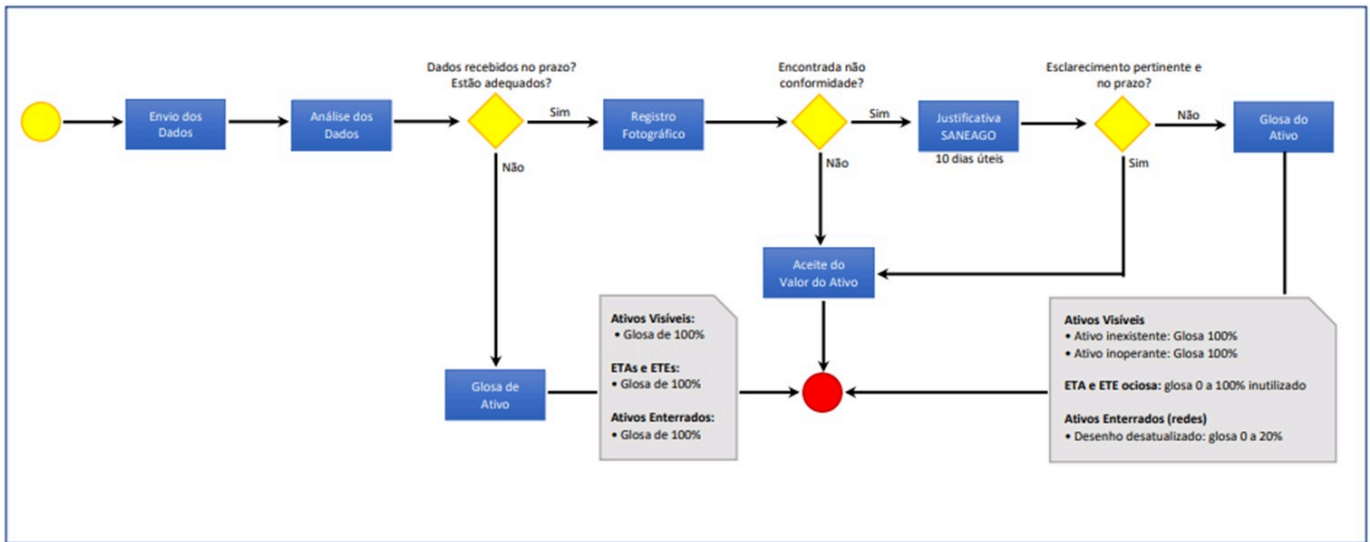 Dados recebidos no prazo?
Estão adequados?
Encontrada não
conformidade?
Esclarecimento pertinente e
no prazo?
Envio dos
Dados
Análise dos
Dados
Sim
Registro
Fotográfico
Sim
Justificativa
SANEAGO
10 dias úteis
Não
Glosa do
Ativo
Não
Não
Sim
Aceite do
Valor do Ativo
Glosa de
Ativo
Ativos Visíveis:
• Glosa de 100%
ETAs e ETEs:
• Glosa de 100%
Ativos Enterrados:
• Glosa de 100%
Ativos Visíveis
• Ativo inexistente: Glosa 100%
• Ativo inoperante: Glosa 100%
ETA e ETE ociosa: glosa 0 a 100% inutilizado
Ativos Enterrados (redes)
• Desenho desatualizado: glosa 0 a 20%